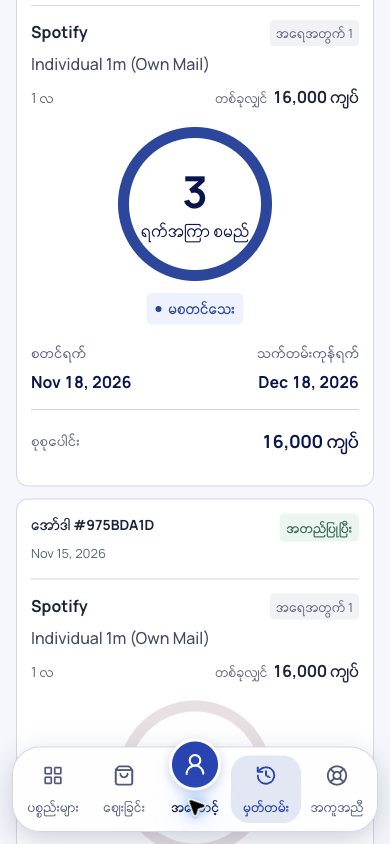 Spotify
အရေအတွက် 1
Individual 1m (Own Mail)
1 လ
တစ်ခုလျှင် 16,000 ကျပ်
3
ရက်အကြာ စမည်
မစတင်သေး
စတင်ရက်
သက်တမ်းကုန်ရက်
Nov 18, 2026
Dec 18, 2026
စုစုပေါင်း
16,000 ကျပ်
အော်ဒါ #975BDA1D
အတည်ပြုပြီး
Nov 15, 2026
Spotify
အရေအတွက် 1
Individual 1m (Own Mail)
1 လ
တစ်ခုလျှင် 16,000 ကျပ်
ပစ္စည်းများ
ဈေးခြင်း
မှတ်တမ်း
အကူအညီ